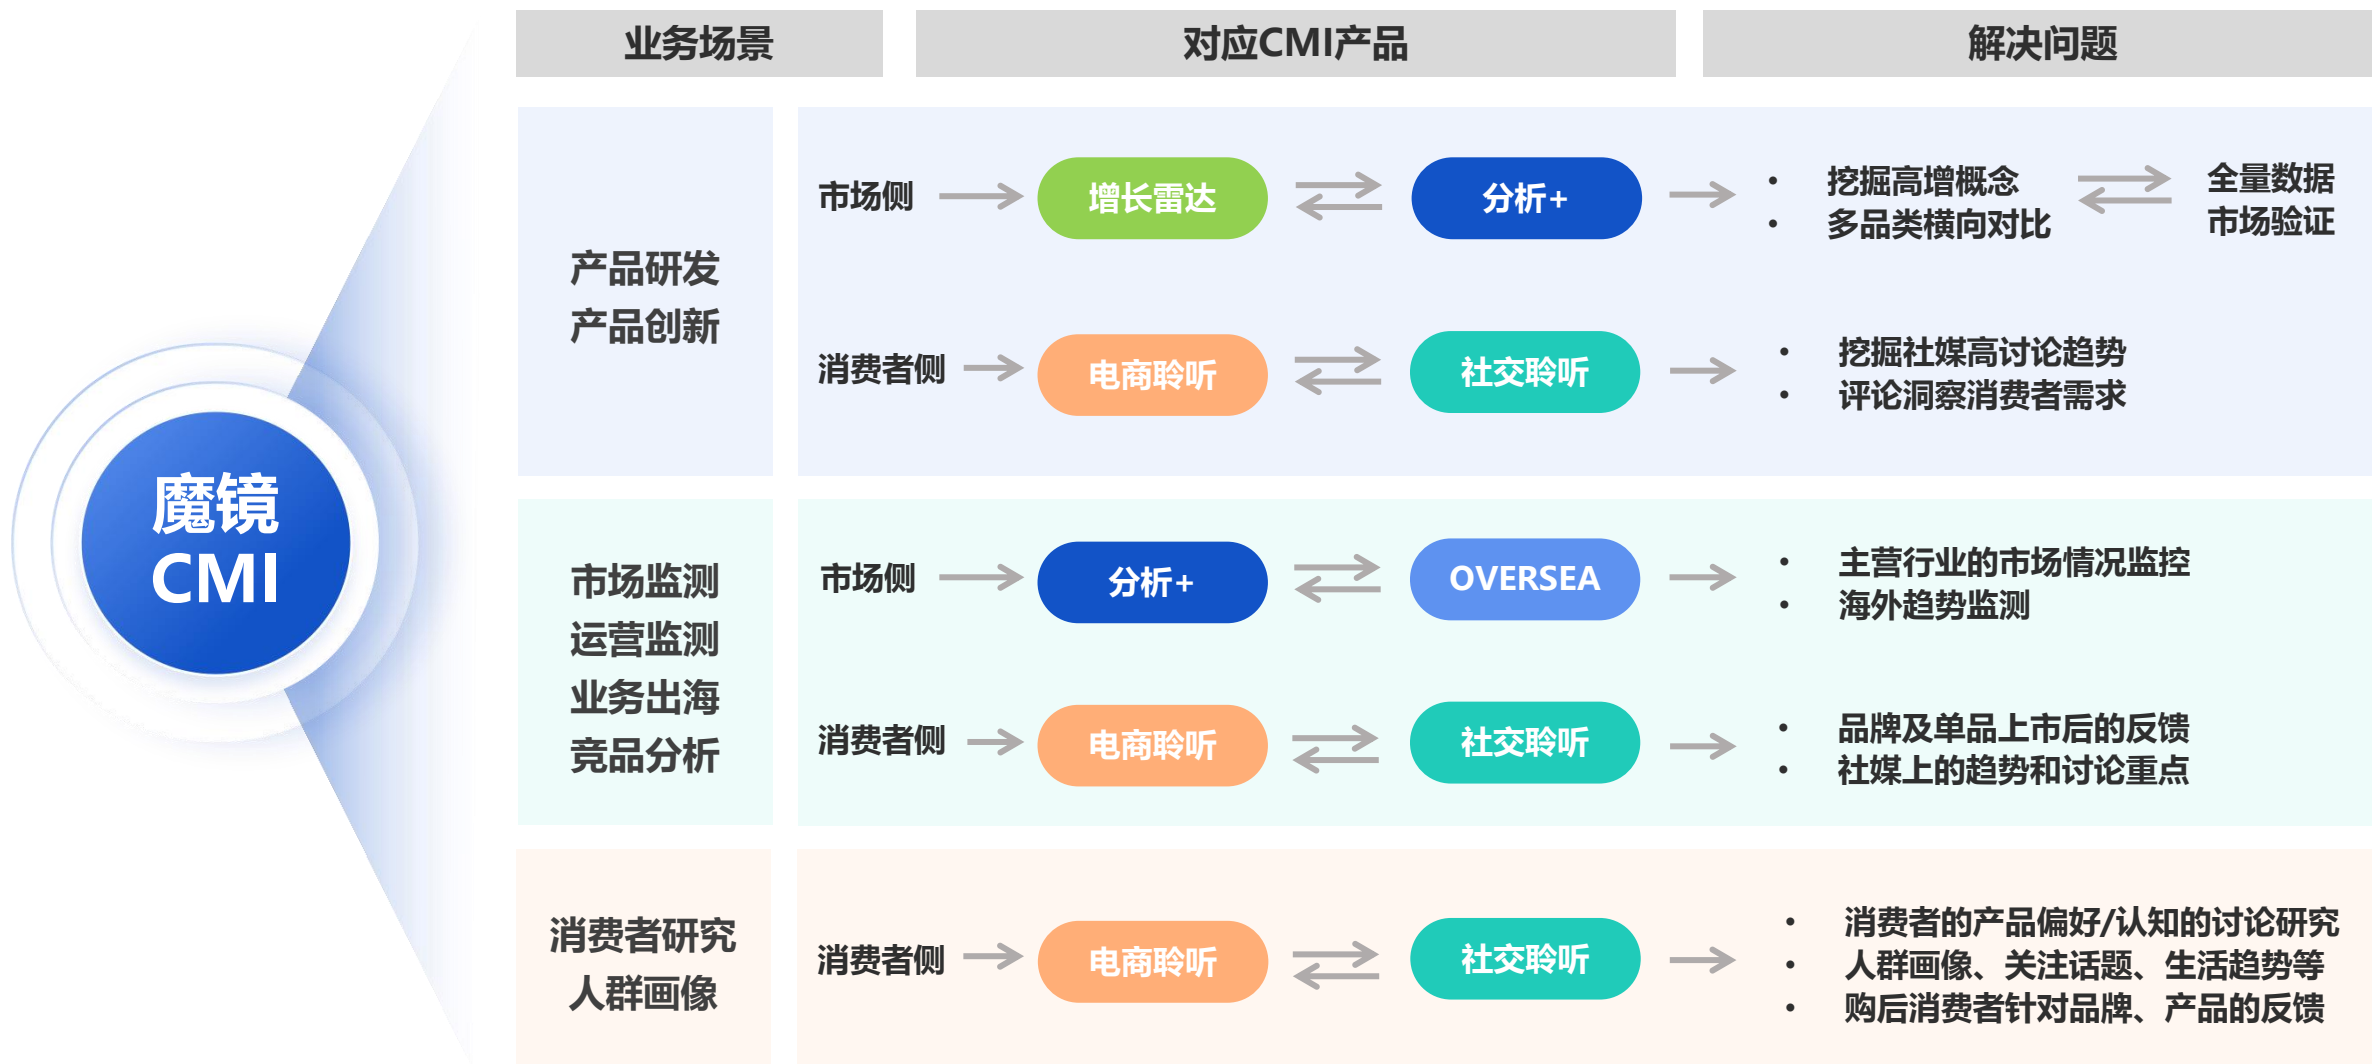 业务场景
对应CMI产品
解决问题
魔镜
CMI
产品研发
产品创新
市场侧
增长雷达
分析+
• 挖掘高增概念
• 多品类横向对比
全量数据
市场验证
消费者侧
电商聆听
社交聆听
• 挖掘社媒高讨论趋势
• 评论洞察消费者需求
市场监测
运营监测
业务出海
竞品分析
市场侧
分析+
OVERSEA
• 主营行业的市场情况监控
• 海外趋势监测
消费者侧
电商聆听
社交聆听
• 品牌及单品上市后的反馈
• 社媒上的趋势和讨论重点
消费者研究
人群画像
消费者侧
电商聆听
社交聆听
• 消费者的产品偏好/认知的讨论研究
• 人群画像、关注话题、生活趋势等
• 购后消费者针对品牌、产品的反馈